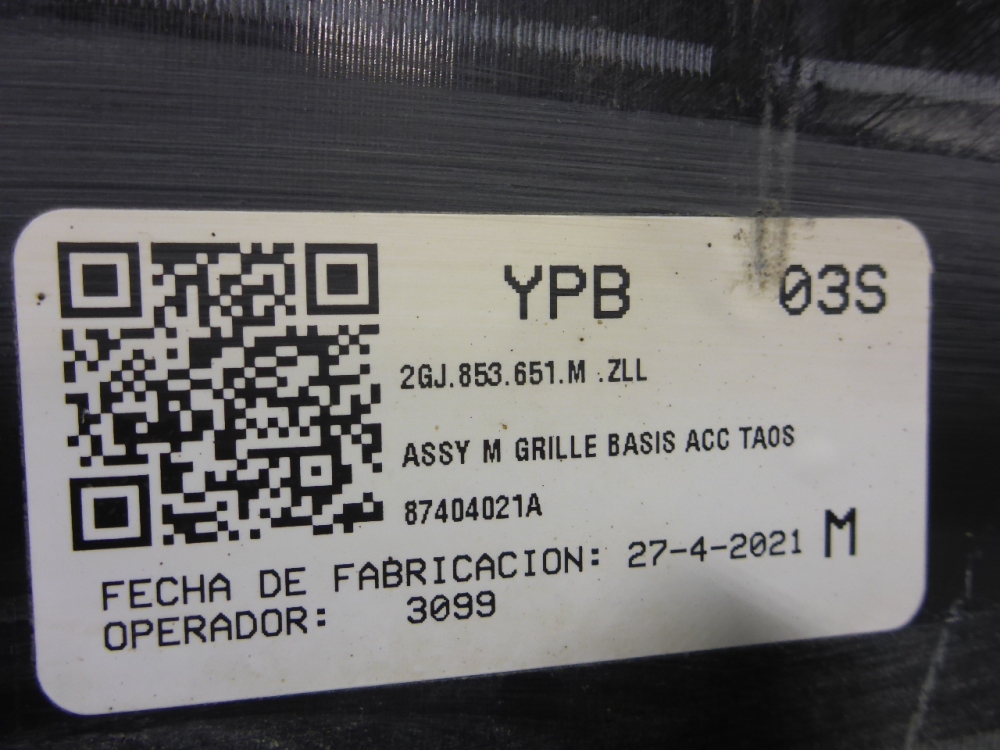 YPB 03S
2GJ.853.651.M .ZLL
ASSY M GRILLE BASIS ACC TAOS
87404021A
M
FECHA DE FABRICACION: 27-4-2021
OPERADOR: 3099